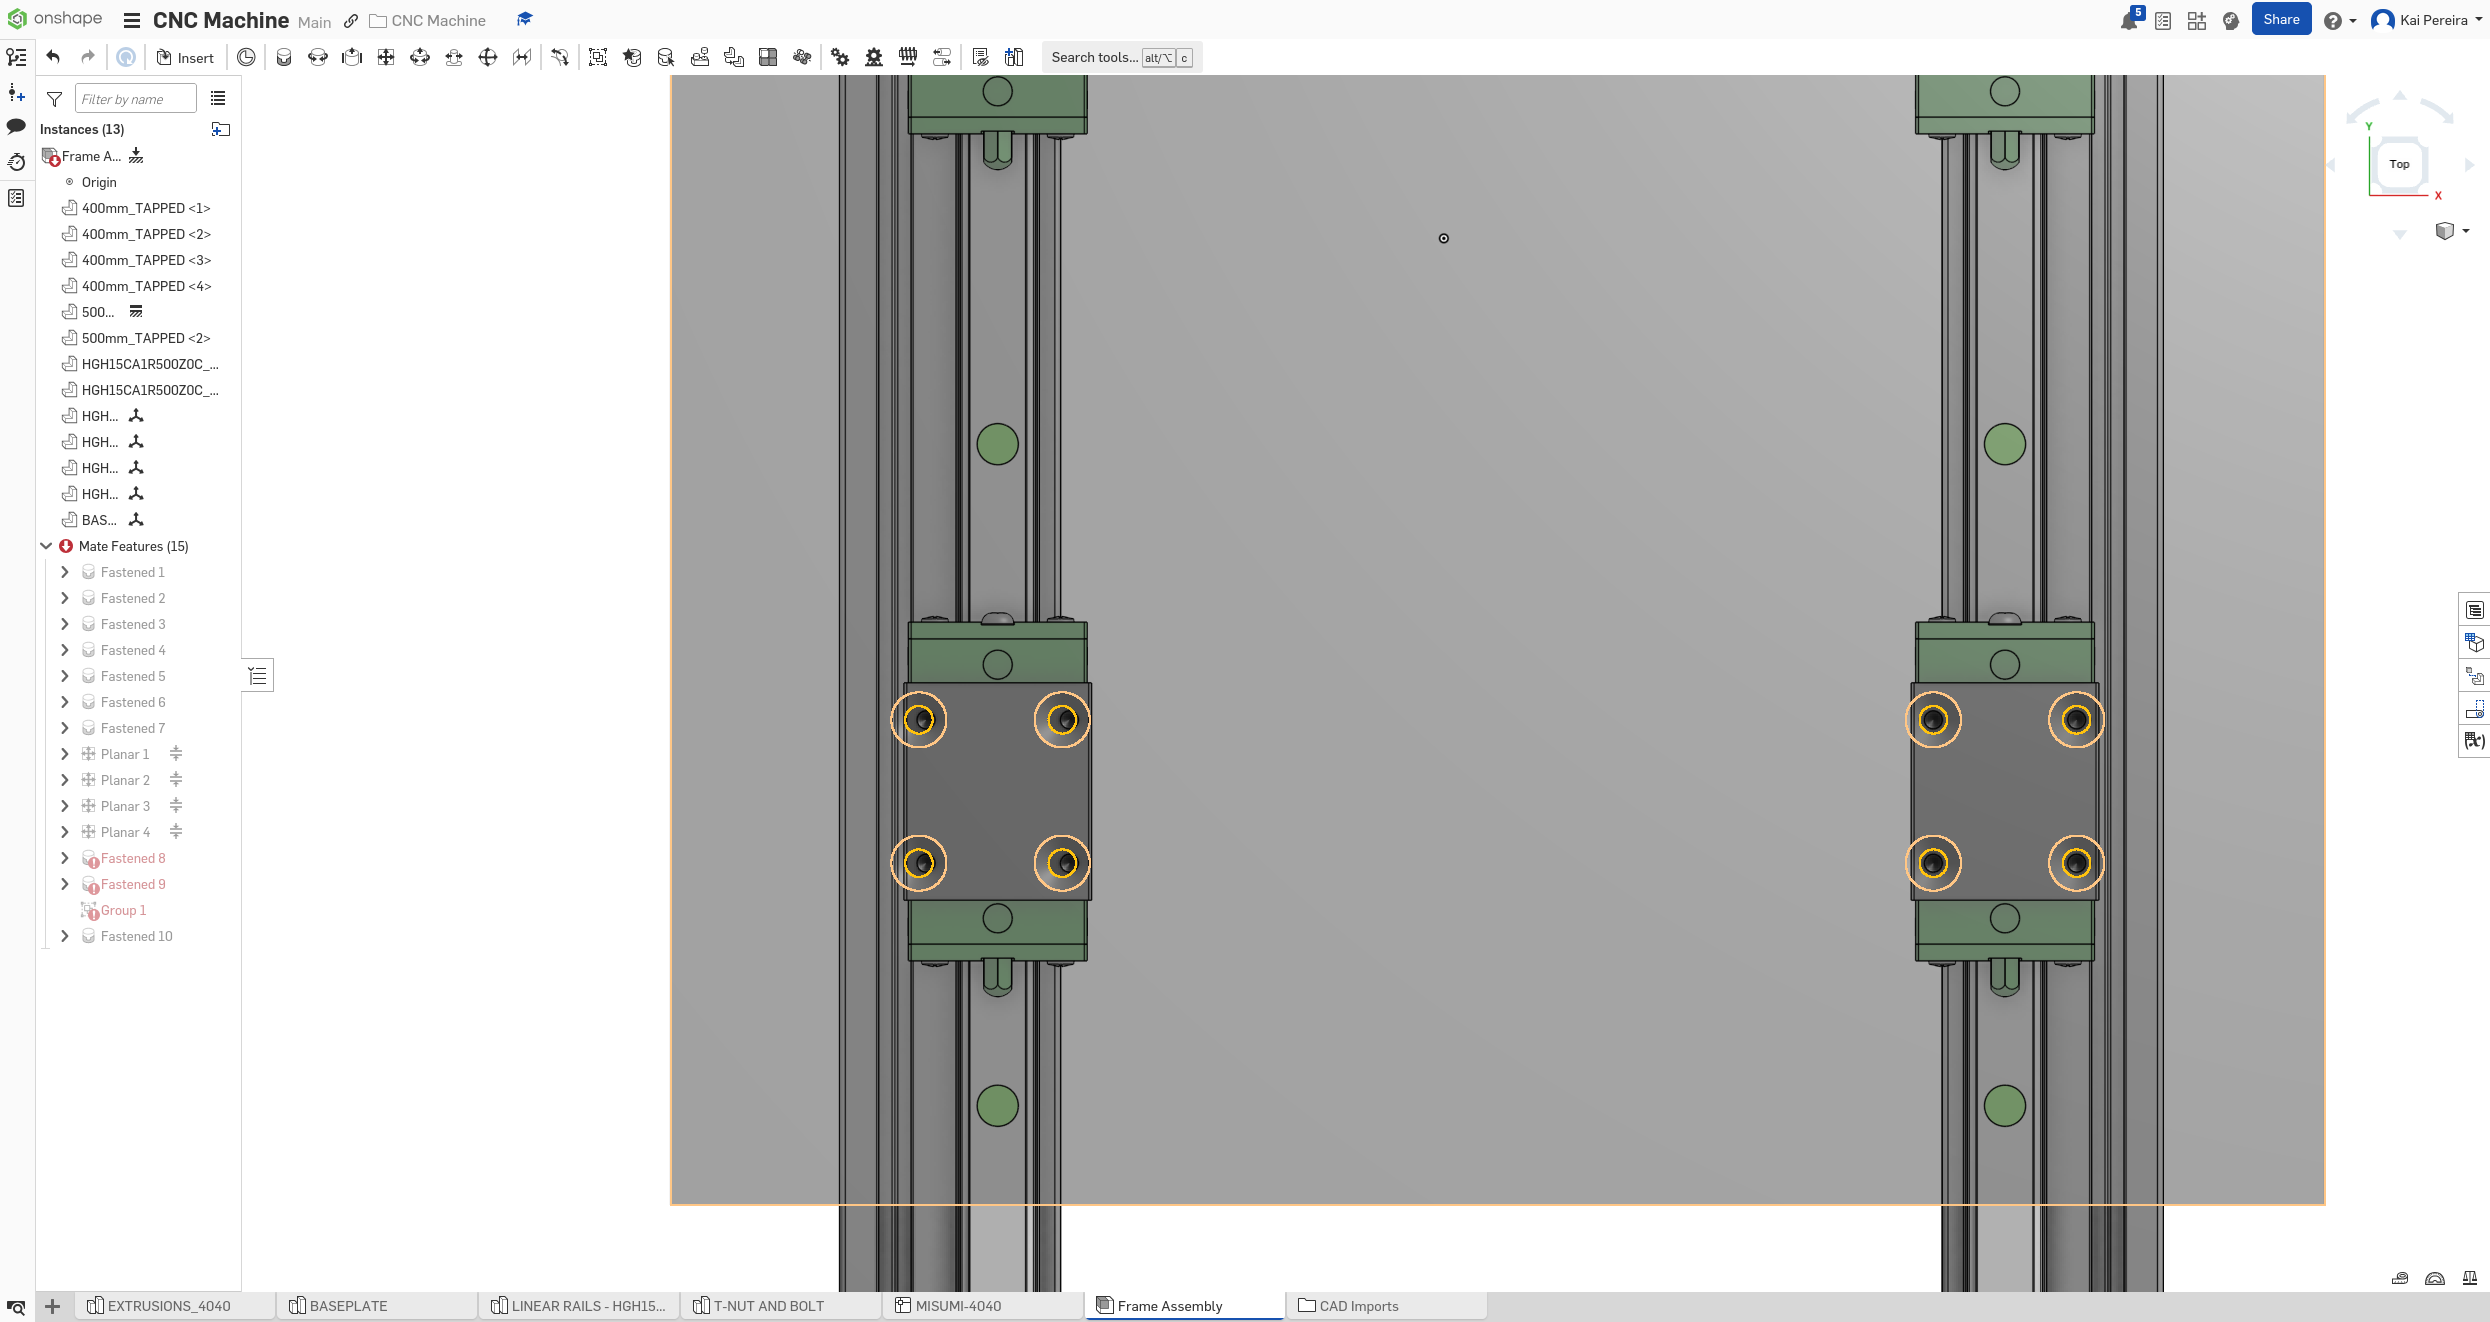 onshape
CNC Machine Main CNC Machine
5
Share
Kai Pereira
Insert
Search tools... alt/⌥ c
Filter by name
Instances (13)
Frame A...
Origin
400mm_TAPPED <1>
400mm_TAPPED <2>
400mm_TAPPED <3>
400mm_TAPPED <4>
500...
500mm_TAPPED <2>
HGH15CA1R500Z0C_...
HGH15CA1R500Z0C_...
HGH...
HGH...
HGH...
HGH...
BAS...
Mate Features (15)
Fastened 1
Fastened 2
Fastened 3
Fastened 4
Fastened 5
Fastened 6
Fastened 7
Planar 1
Planar 2
Planar 3
Planar 4
Fastened 8
Fastened 9
Group 1
Fastened 10
Y
Top
X
(x)
EXTRUSIONS_4040
BASEPLATE
LINEAR RAILS - HGH15...
T-NUT AND BOLT
MISUMI-4040
Frame Assembly
CAD Imports